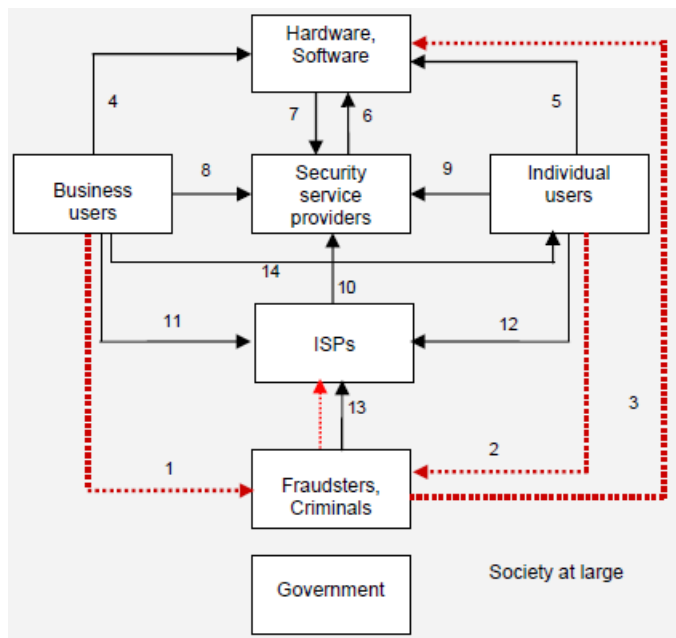 Hardware,
Software
4
7
6
5
Business
users
8
Security
service
providers
9
Individual
users
14
10
11
ISPs
12
13
3
1
2
Fraudsters,
Criminals
Government
Society at large